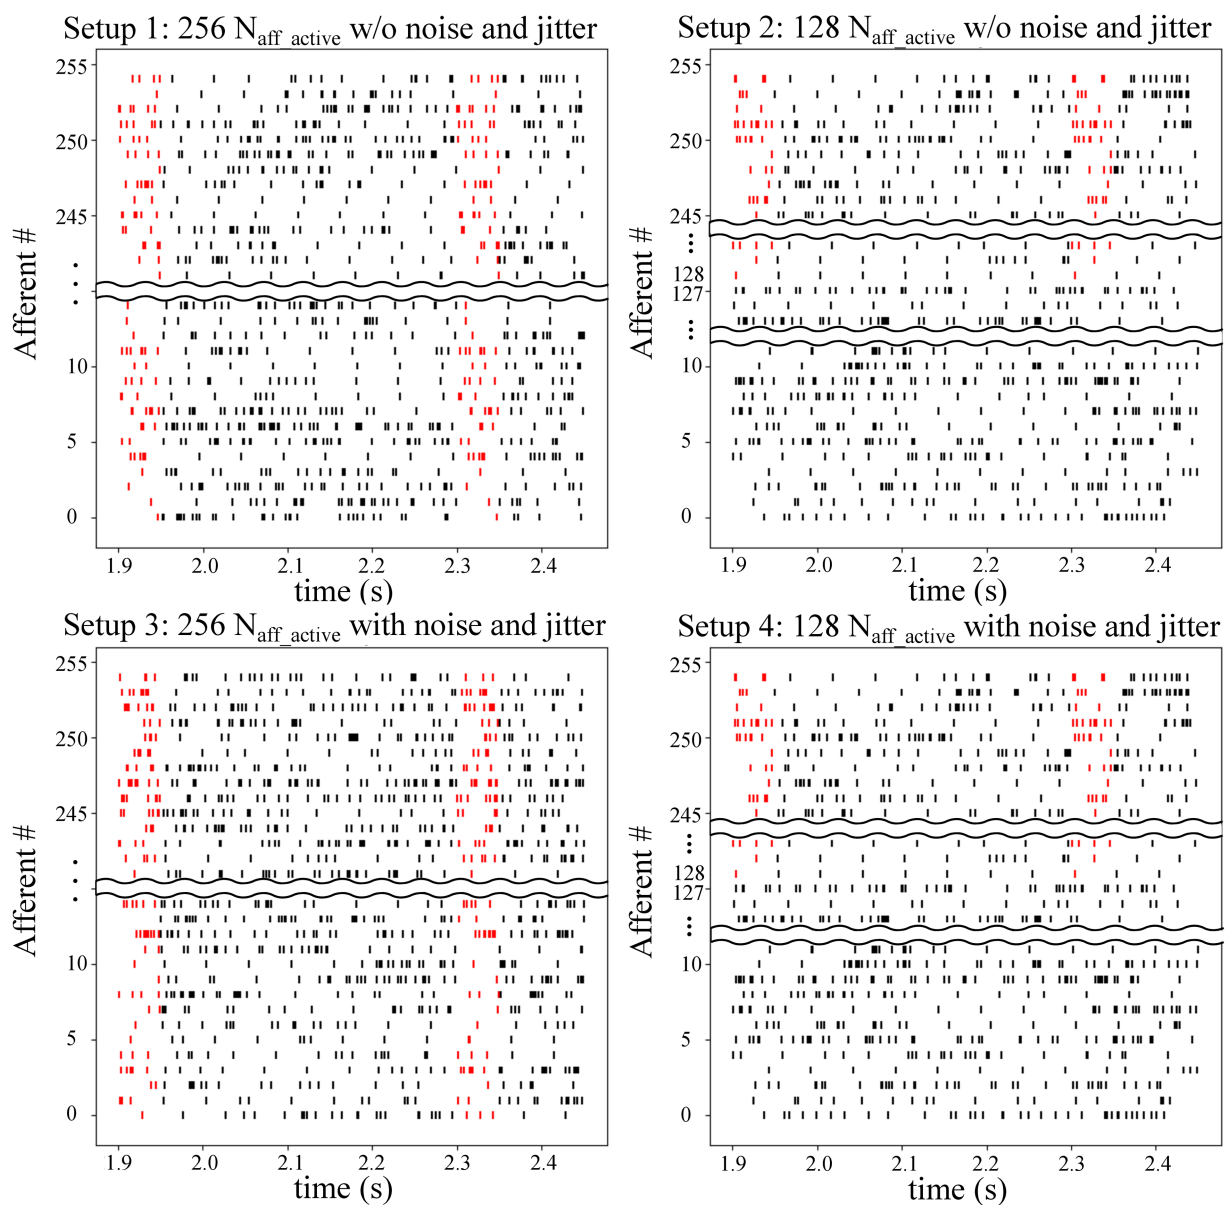 Setup 1: 256 Naff_active w/o noise and jitter
255
250
245
10
5
0
Afferent #
1.9 2.0 2.1 2.2 2.3 2.4
time (s)
Setup 2: 128 Naff_active w/o noise and jitter
255
250
245
128
127
10
5
0
Afferent #
1.9 2.0 2.1 2.2 2.3 2.4
time (s)
Setup 3: 256 Naff_active with noise and jitter
255
250
245
10
5
0
Afferent #
1.9 2.0 2.1 2.2 2.3 2.4
time (s)
Setup 4: 128 Naff_active with noise and jitter
255
250
245
128
127
10
5
0
Afferent #
1.9 2.0 2.1 2.2 2.3 2.4
time (s)